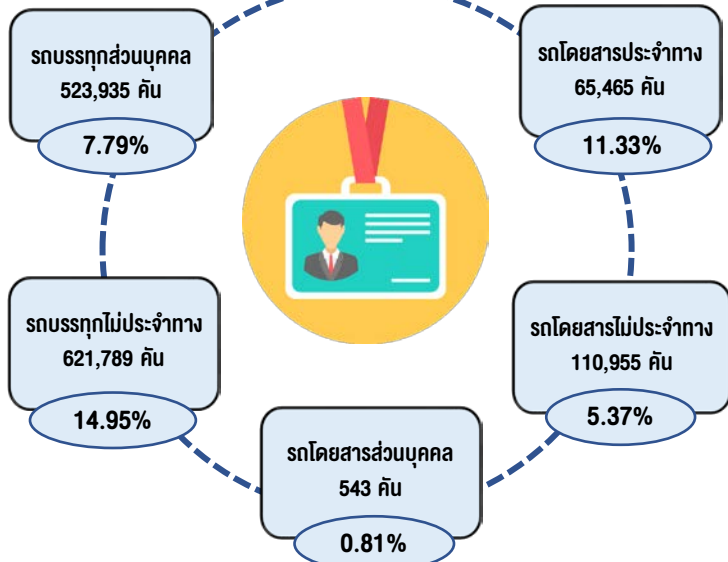 รถบรรทุกส่วนบุคคล
523,935 คัน
7.79%
รถโดยสารประจำทาง
65,465 คัน
11.33%
รถบรรทุกไม่ประจำทาง
621,789 คัน
14.95%
รถโดยสารไม่ประจำทาง
110,955 คัน
5.37%
รถโดยสารส่วนบุคคล
543 คัน
0.81%